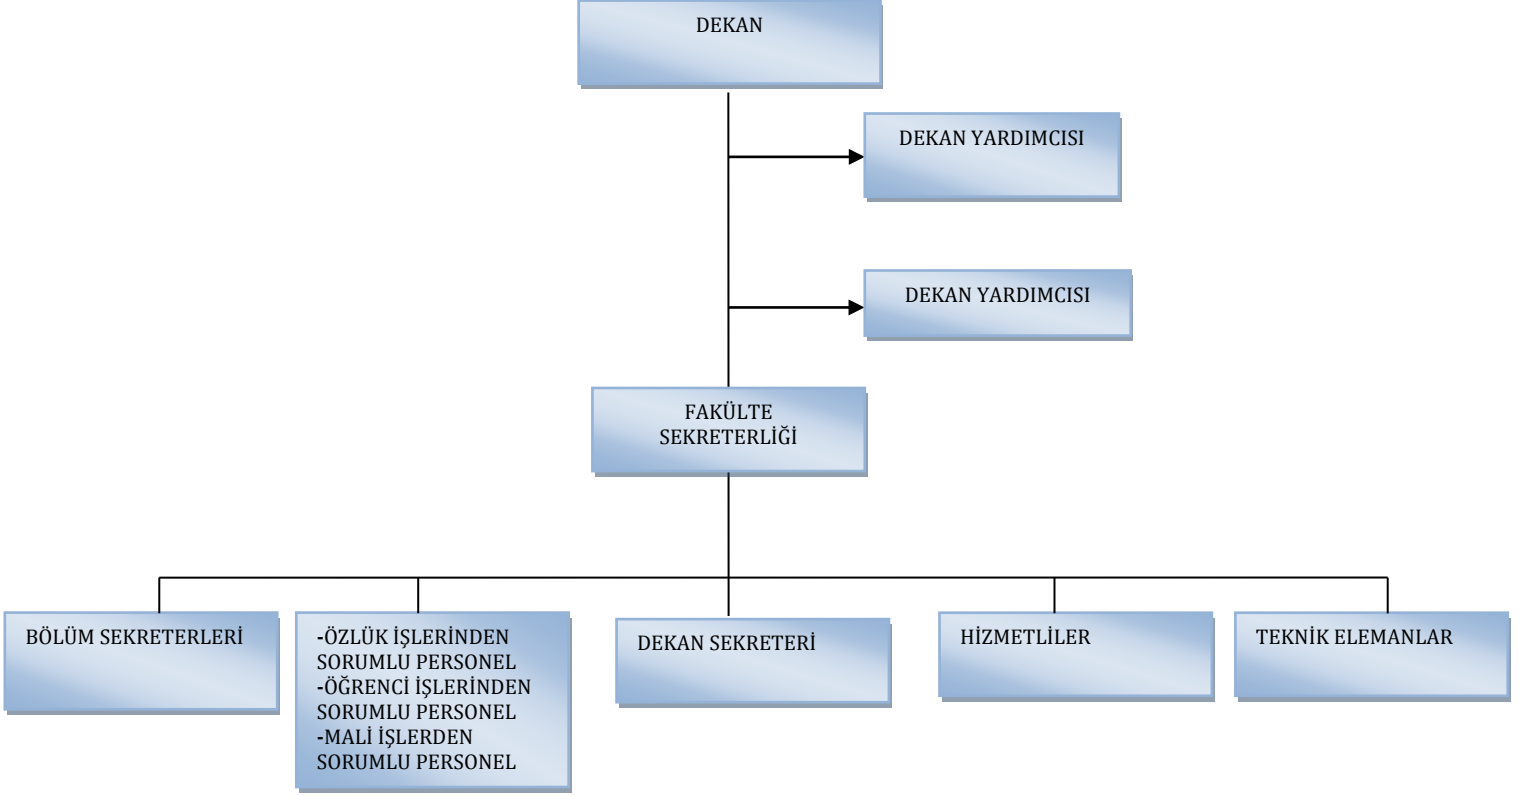 DEKAN
DEKAN YARDIMCISI
DEKAN YARDIMCISI
FAKÜLTE
SEKRETERLİĞİ
BÖLÜM SEKRETERLERİ
-ÖZLÜK İŞLERİNDEN
SORUMLU PERSONEL
-ÖĞRENCİ İŞLERİNDEN
SORUMLU PERSONEL
-MALİ İŞLERDEN
SORUMLU PERSONEL
DEKAN SEKRETERİ
HİZMETLİLER
TEKNİK ELEMANLAR